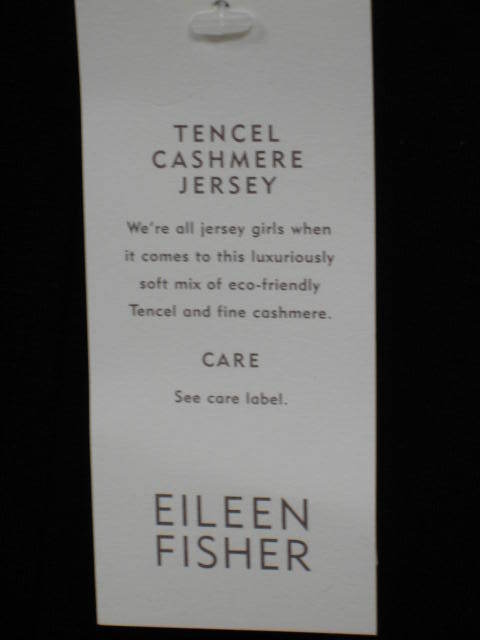 TENCEL
CASHMERE
JERSEY
We're all jersey girls when
it comes to this luxuriously
soft mix of eco-friendly
Tencel and fine cashmere.
CARE
See care label.
EILEEN
FISHER